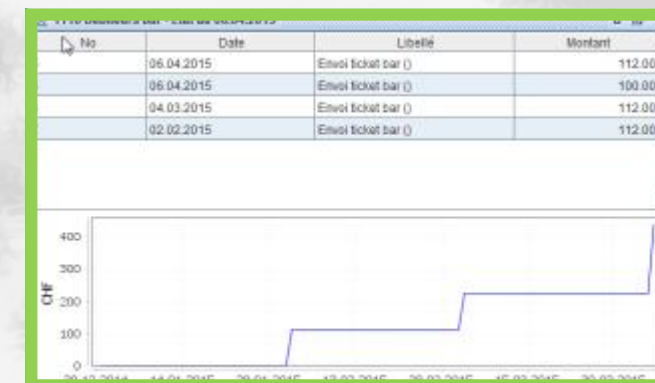 No Date Libellé Montant
06.04.2015 Envoi ticket bar () 112.00
06.04.2015 Envoi ticket bar () 100.00
04.03.2015 Envoi ticket bar () 112.00
02.02.2015 Envoi ticket bar () 112.00
400
300
CHF
200
100
0